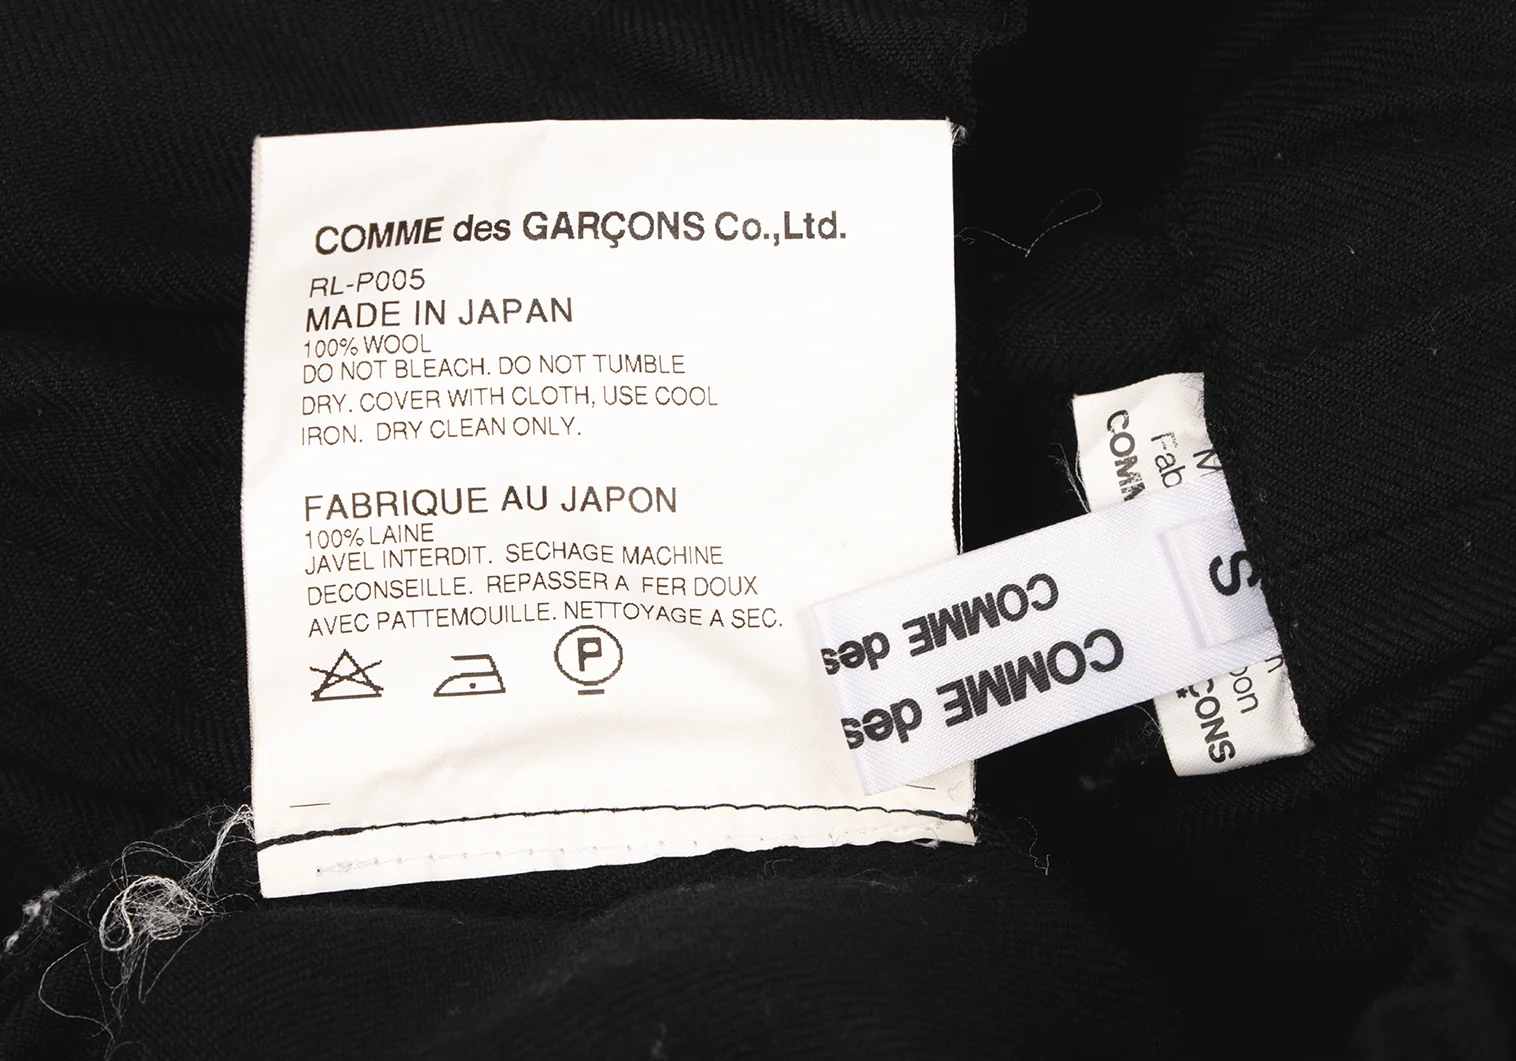 COMME des GARÇONS Co.,Ltd.
RL-P005
MADE IN JAPAN
100% WOOL
DO NOT BLEACH. DO NOT TUMBLE
DRY. COVER WITH CLOTH, USE COOL
IRON. DRY CLEAN ONLY.
FABRIQUE AU JAPON
100% LAINE
JAVEL INTERDIT. SECHAGE MACHINE
DECONSEILLE. REPASSER A FER DOUX
AVEC PATTEMOUILLE. NETTOYAGE A SEC.
P
COMME des
COMME des
S